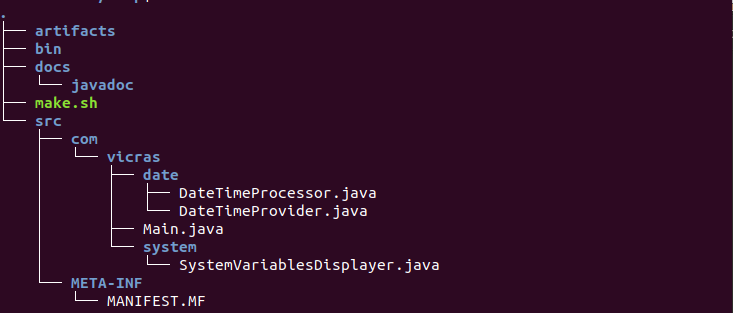 .
├── artifacts
├── bin
├── docs
│   └── javadoc
├── make.sh
└── src
    ├── com
    │   └── vicras
    │       ├── date
    │       │   ├── DateTimeProcessor.java
    │       │   └── DateTimeProvider.java
    │       ├── Main.java
    │       └── system
    │           └── SystemVariablesDisplayer.java
    └── META-INF
        └── MANIFEST.MF